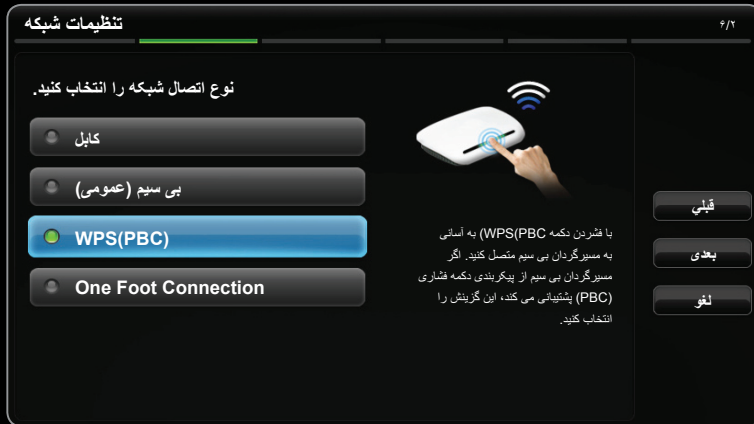 تنظیمات شبکه
۶/۲
نوع اتصال شبکه را انتخاب کنید.
کابل
بی سیم (عمومی)
WPS(PBC)
One Foot Connection
با فشردن دکمه WPS(PBC) به آسانی
به مسیرگردان بی سیم متصل کنید. اگر
مسیرگردان بی سیم از پیکربندی دکمه فشاری
(PBC) پشتیبانی می کند، این گزینش را
انتخاب کنید.
قبلي
بعدی
لغو